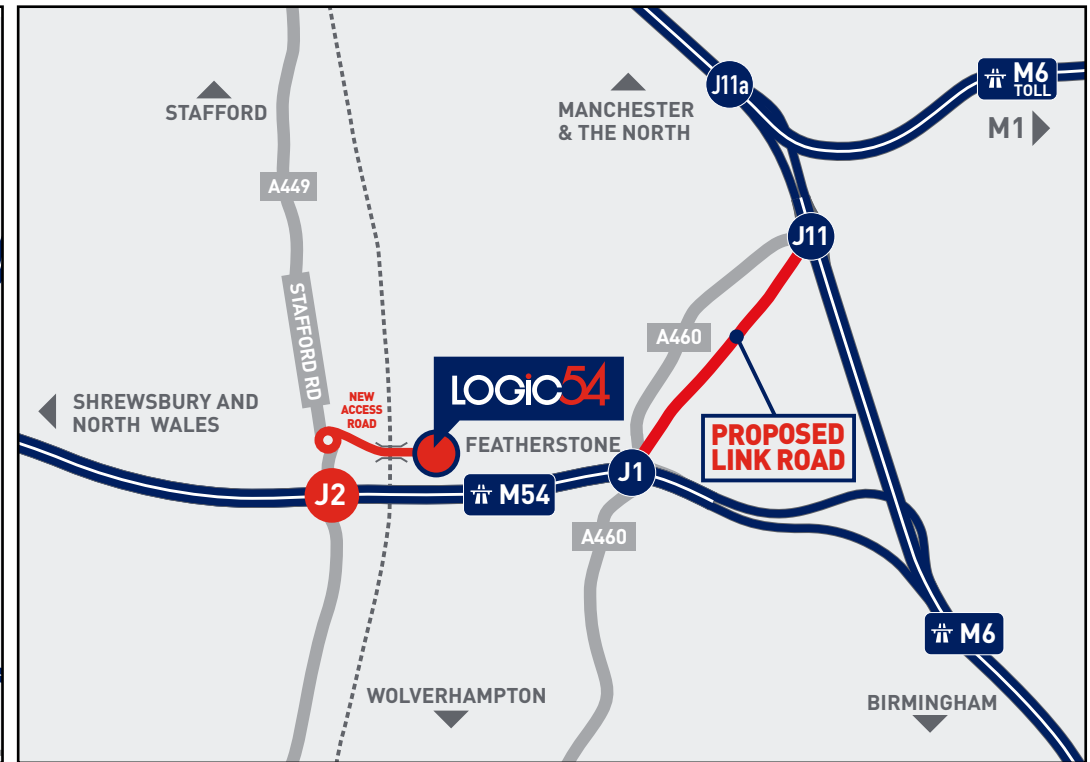 STAFFORD
MANCHESTER
& THE NORTH
J11a
M6
TOLL
M1
A449
J11
STAFFORD RD
A460
NEW
ACCESS
ROAD
LOGiC54
SHREWSBURY AND
NORTH WALES
FEATHERSTONE
PROPOSED
LINK ROAD
J1
J2
M54
A460
M6
WOLVERHAMPTON
BIRMINGHAM